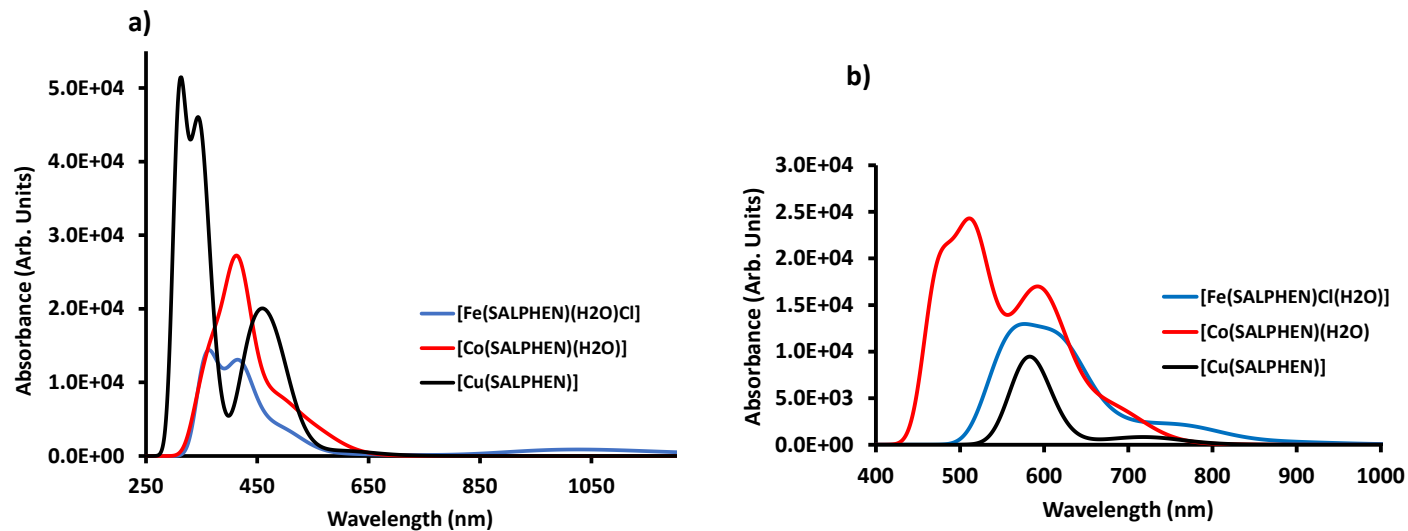 a)
5.0E+04
4.0E+04
3.0E+04
2.0E+04
1.0E+04
0.0E+00
Absorbance (Arb. Units)
250 450 650 850 1050
Wavelength (nm)
[Fe(SALPHEN)(H2O)Cl]
[Co(SALPHEN)(H2O)]
[Cu(SALPHEN)]
b)
3.0E+04
2.5E+04
2.0E+04
1.5E+04
1.0E+04
5.0E+03
0.0E+00
Absorbance (Arb. Units)
400 500 600 700 800 900 1000
Wavelength (nm)
[Fe(SALPHEN)Cl(H2O)]
[Co(SALPHEN)(H2O)
[Cu(SALPHEN)]